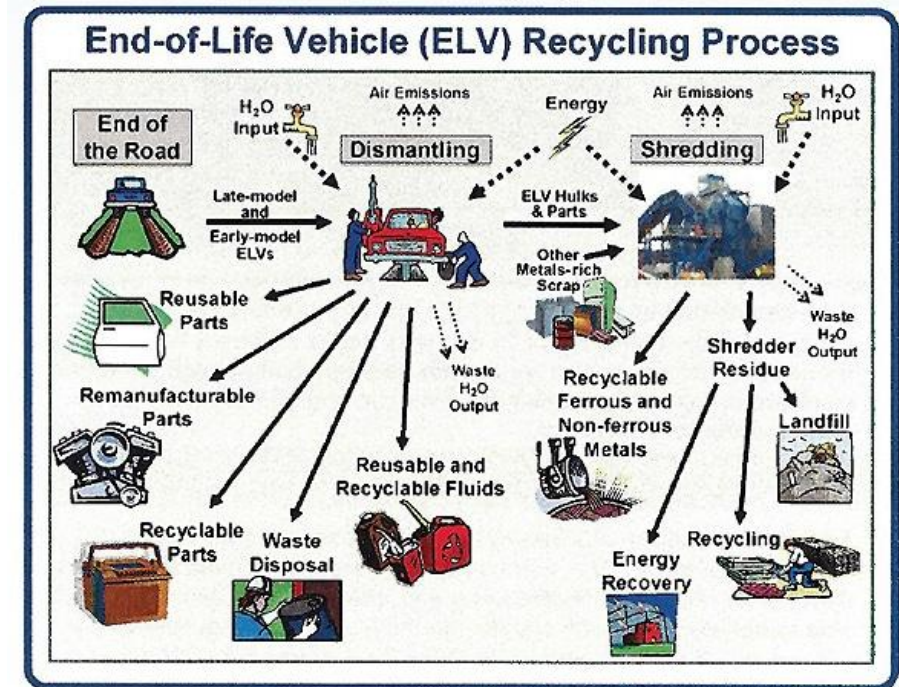 End-of-Life Vehicle (ELV) Recycling Process
End of
the Road
H₂O
Input
Air Emissions
Dismantling
Energy
Air Emissions
Shredding
H₂O
Input
Late-model
and
Early-model
ELVs
ELV Hulks
& Parts
Other
Metals-rich
Scrap
Reusable
Parts
Remanufacturable
Parts
Recyclable
Parts
Waste
Disposal
Reusable and
Recyclable Fluids
Waste
H₂O
Output
Recyclable
Ferrous and
Non-ferrous
Metals
Shredder
Residue
Waste
H₂O
Output
Landfill
Recycling
Energy
Recovery